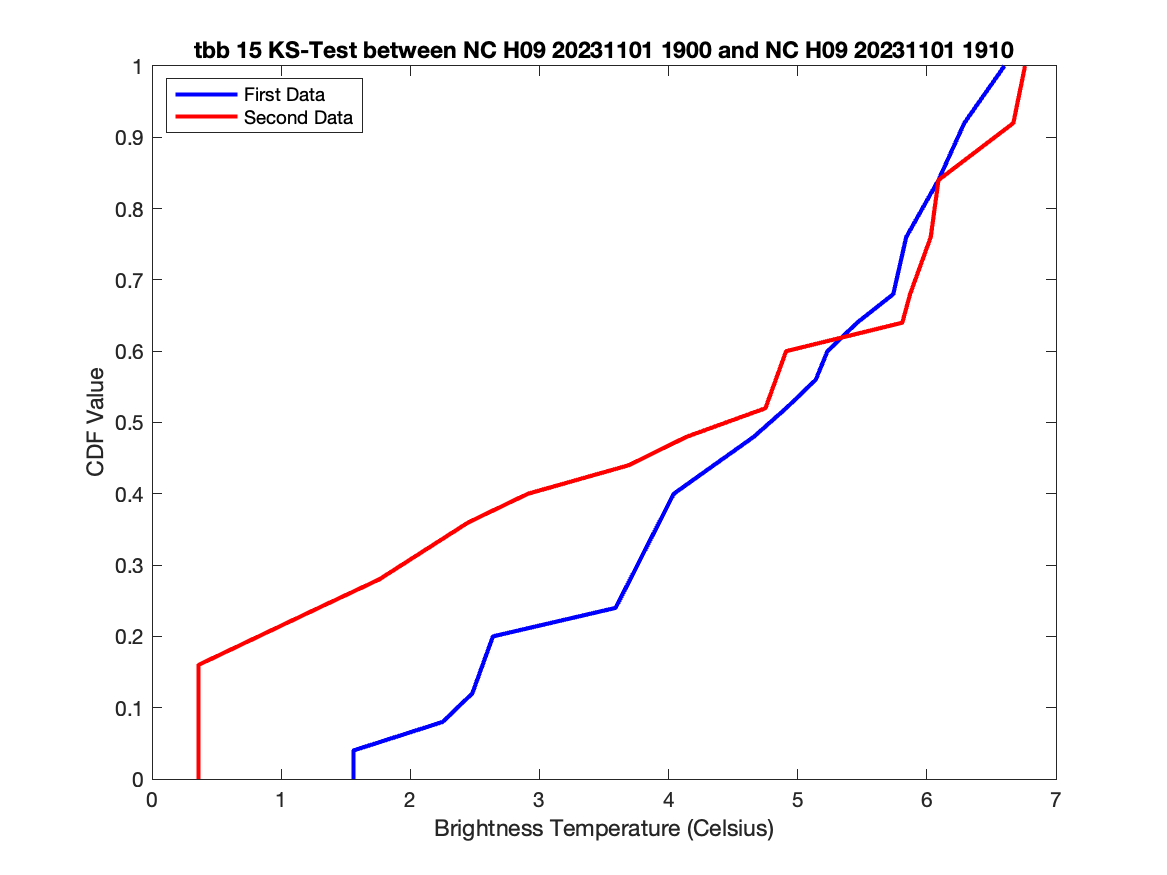 tbb 15 KS-Test between NC H09 20231101 1900 and NC H09 20231101 1910
First Data
Second Data
1
0.9
0.8
0.7
0.6
0.5
0.4
0.3
0.2
0.1
0
CDF Value
0 1 2 3 4 5 6 7
Brightness Temperature (Celsius)